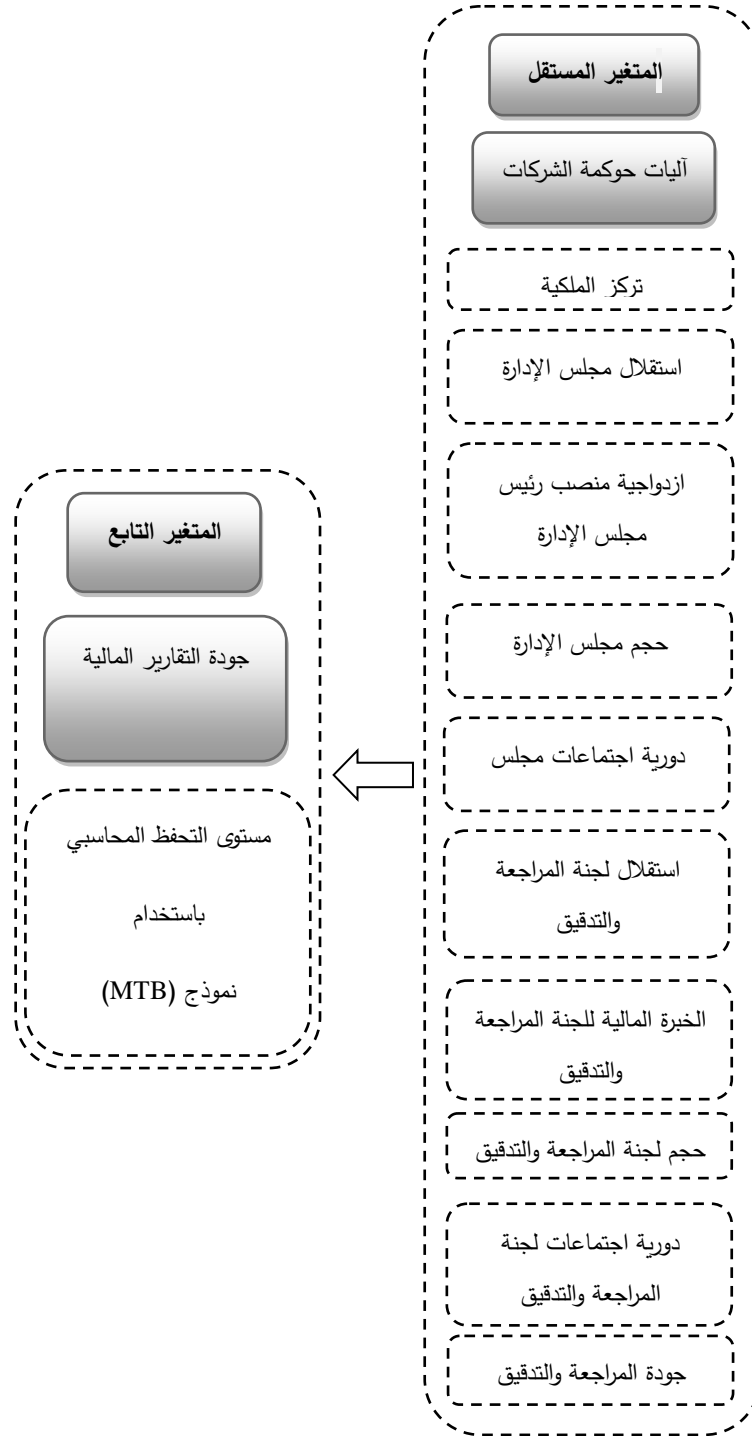 المتغير المستقل
آليات حوكمة الشركات
تركز الملكية
استقلال مجلس الإدارة
ازدواجية منصب رئيس
مجلس الإدارة
حجم مجلس الإدارة
دورية اجتماعات مجلس
استقلال لجنة المراجعة
والتدقيق
الخبرة المالية للجنة المراجعة
والتدقيق
حجم لجنة المراجعة والتدقيق
دورية اجتماعات لجنة
المراجعة والتدقيق
جودة المراجعة والتدقيق
المتغير التابع
جودة التقارير المالية
مستوى التحفظ المحاسبي
باستخدام
نموذج (MTB)